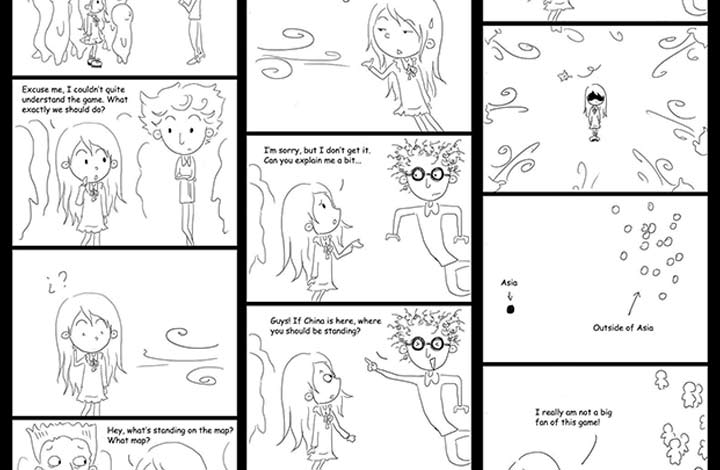 Excuse me, I couldn't quite
understand the game. What
exactly we should do?
¿?
Hey, what's standing on the map?
What map?
I'm sorry, but I don't get it.
Can you explain me a bit...
Guys! If China is here, where
you should be standing?
Asia
Outside of Asia
I really am not a big
fan of this game!